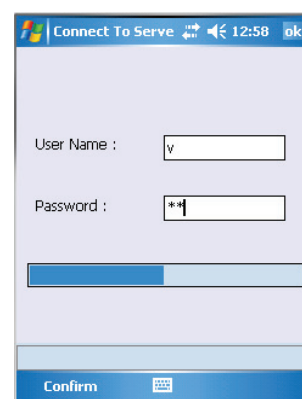 Connect To Serve 12:58 ok
User Name :
v
Password :
**
Confirm